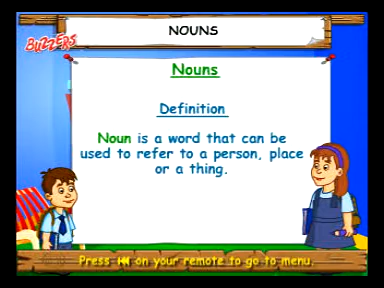 NOUNS
BUZZERS
Nouns
Definition
Noun is a word that can be
used to refer to a person, place
or a thing.
Press ⏮ on your remote to go to menu.